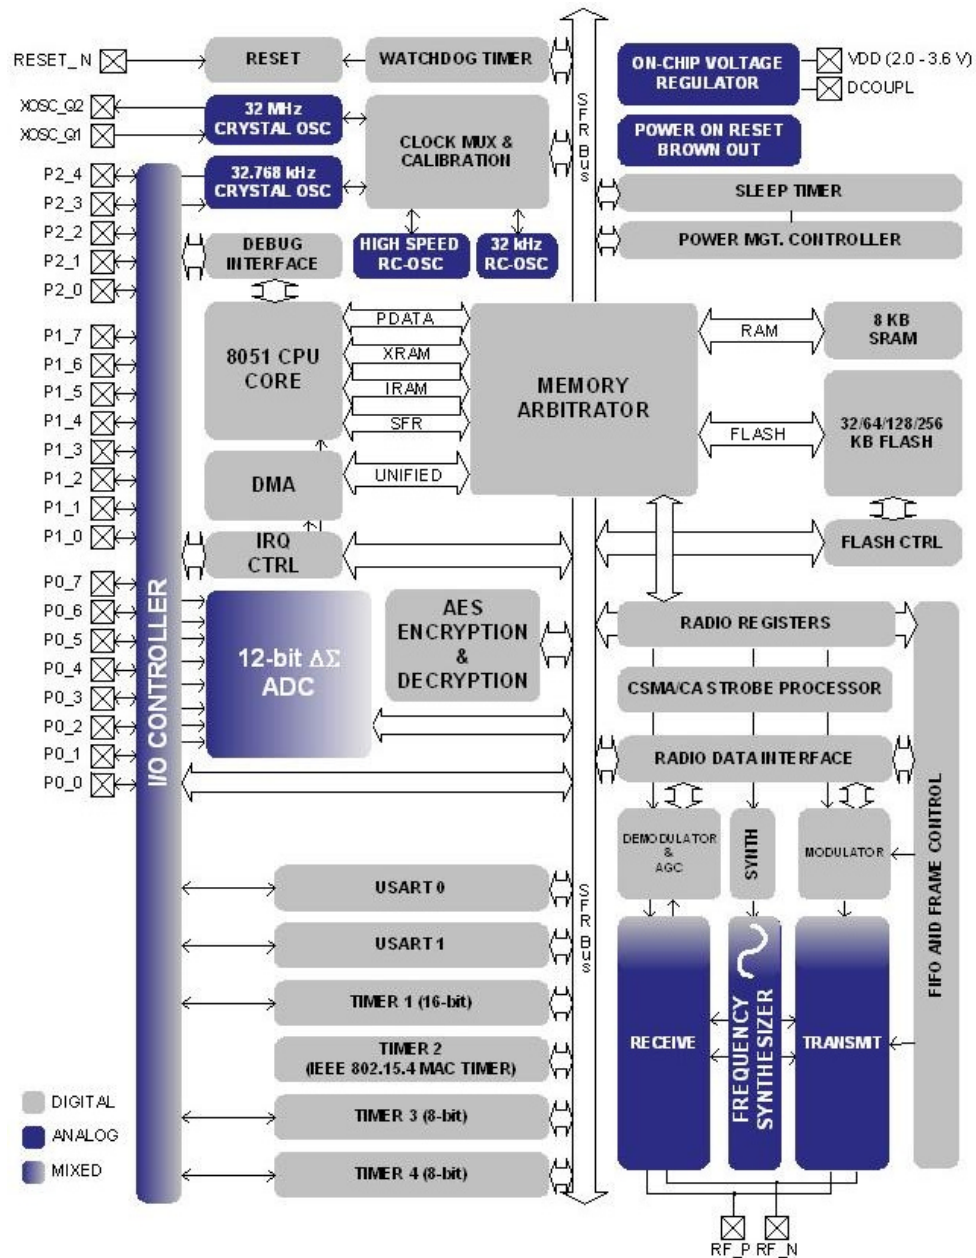 RESET_N
RESET
WATCHDOG TIMER
SFR Bus
ON-CHIP VOLTAGE
REGULATOR
VDD (2.0 - 3.6 V)
DCOUPL
XOSC_Q2
XOSC_Q1
32 MHz
CRYSTAL OSC
CLOCK MUX &
CALIBRATION
POWER ON RESET
BROWN OUT
P2_4
P2_3
P2_2
P2_1
P2_0
32.768 kHz
CRYSTAL OSC
SLEEP TIMER
POWER MGT. CONTROLLER
DEBUG
INTERFACE
HIGH SPEED
RC-OSC
32 kHz
RC-OSC
P1_7
P1_6
P1_5
P1_4
P1_3
P1_2
P1_1
P1_0
8051 CPU
CORE
PDATA
XRAM
IRAM
SFR
MEMORY
ARBITRATOR
RAM
8 KB
SRAM
FLASH
32/64/128/256
KB FLASH
DMA
UNIFIED
IRQ
CTRL
FLASH CTRL
P0_7
P0_6
P0_5
P0_4
P0_3
P0_2
P0_1
P0_0
I/O CONTROLLER
12-bit ΔΣ
ADC
AES
ENCRYPTION
&
DECRYPTION
RADIO REGISTERS
CSMA/CA STROBE PROCESSOR
RADIO DATA INTERFACE
FIFO AND FRAME CONTROL
DEMODULATOR
&
AGC
SYNTH
MODULATOR
USART 0
USART 1
TIMER 1 (16-bit)
TIMER 2
(IEEE 802.15.4 MAC TIMER)
TIMER 3 (8-bit)
TIMER 4 (8-bit)
SFR Bus
RECEIVE
FREQUENCY
SYNTHESIZER
TRANSMIT
DIGITAL
ANALOG
MIXED
RF_P
RF_N